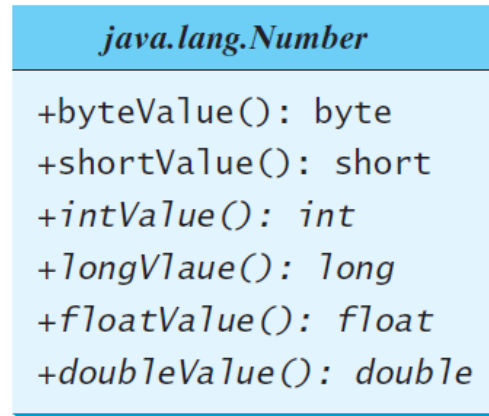 java.lang.Number
+byteValue(): byte
+shortValue(): short
+intValue(): int
+longVlaue(): long
+floatValue(): float
+doubleValue(): double